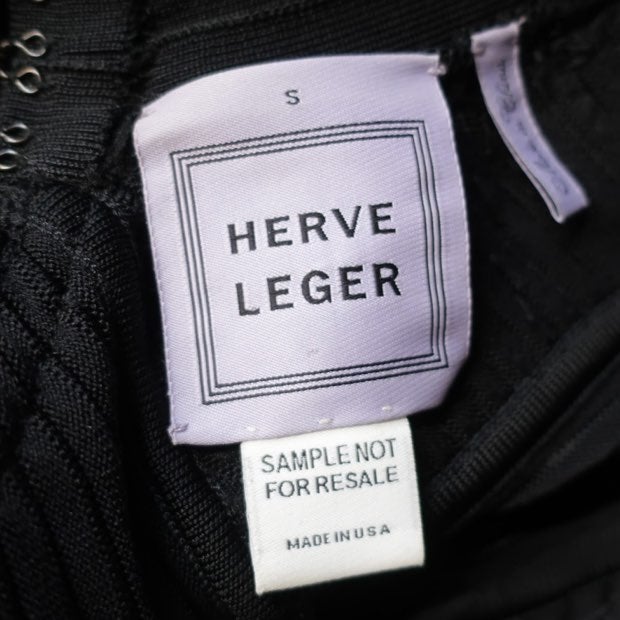 S
HERVE
LEGER
SAMPLE NOT
FOR RESALE
MADE IN USA